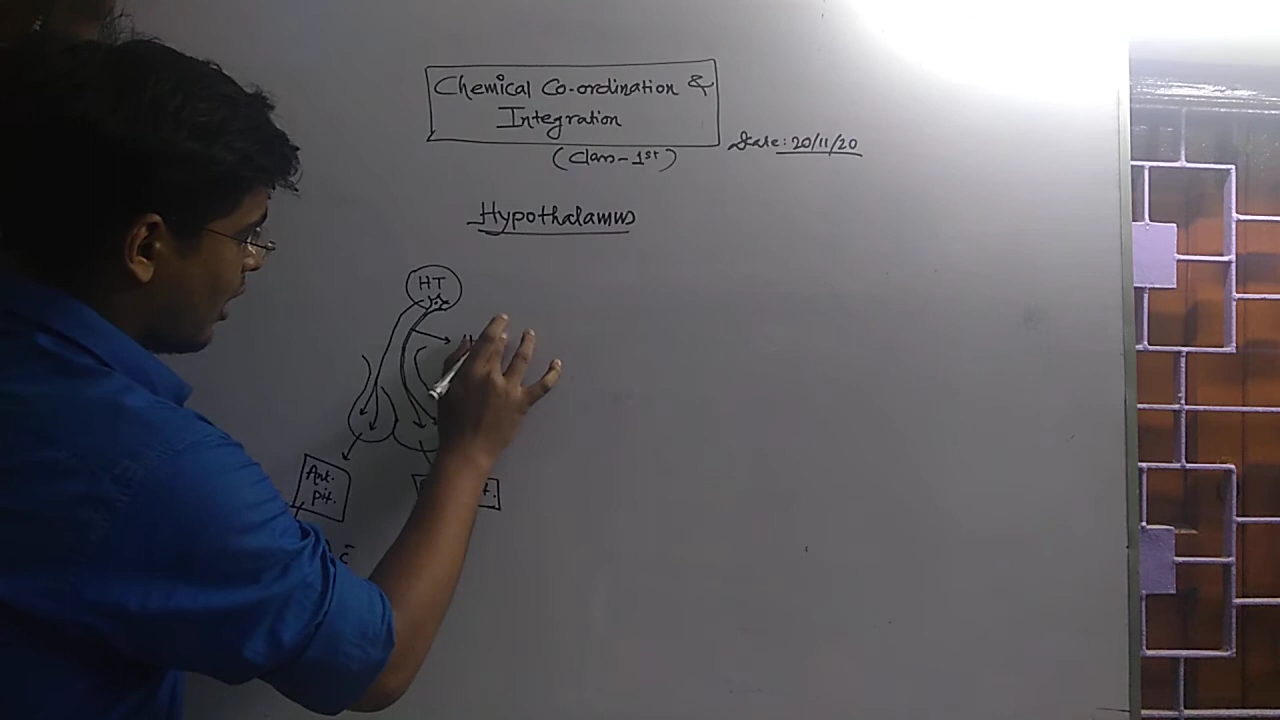 Chemical Co-ordination &
Integration
(Class-1st)
Date: 20/11/20
Hypothalamus
HT
Ant.
pit.
c̄